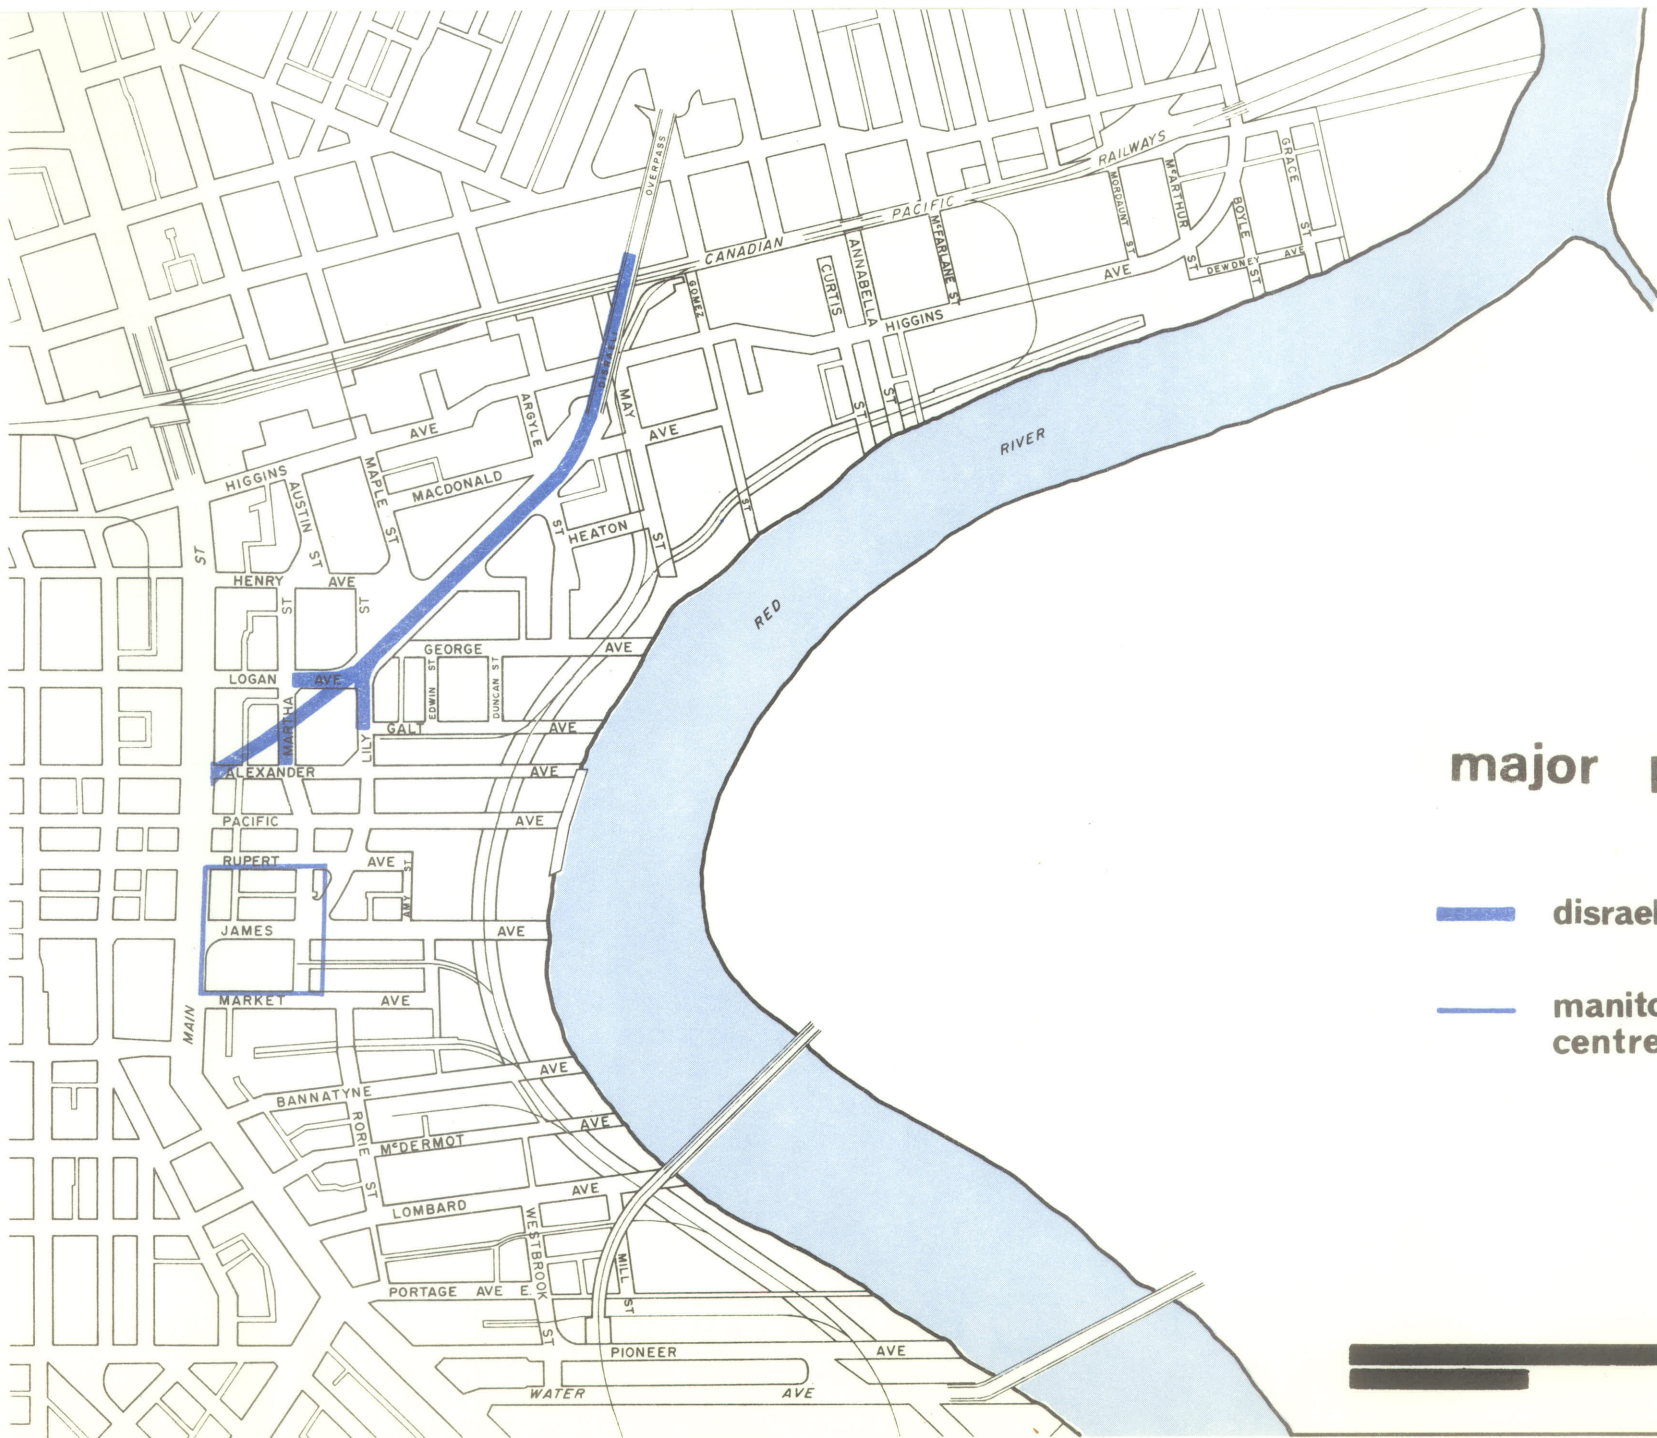 OVERPASS
CANADIAN PACIFIC RAILWAYS
GRACE ST
McARTHUR ST
MORDAUNT ST
BOYLE ST
DEWDNEY AVE
McFARLANE ST
ANNABELLA ST
CURTIS ST
GOMEZ ST
HIGGINS AVE
DISRAELI
MAY ST
ARGYLE ST
AVE
HIGGINS AVE
MACDONALD
MAPLE ST
AUSTIN ST
HEATON
RED RIVER
ST
HENRY AVE
ST
ST
GEORGE AVE
LOGAN AVE
EDWIN ST
DUNCAN ST
MARTHA
LILY
GALT AVE
ALEXANDER AVE
PACIFIC AVE
RUPERT AVE
AMY ST
JAMES AVE
MARKET AVE
MAIN
BANNATYNE AVE
RORIE ST
McDERMOT AVE
LOMBARD AVE
WESTBROOK ST
MILL ST
PORTAGE AVE E.
PIONEER AVE
WATER AVE
major p
disrael
manito
centre